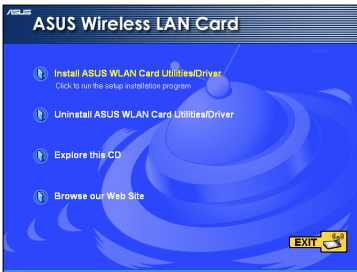 ASUS
ASUS Wireless LAN Card
Install ASUS WLAN Card Utilities/Driver
Click to run the setup installation program
Uninstall ASUS WLAN Card Utilities/Driver
Explore this CD
Browse our Web Site
EXIT